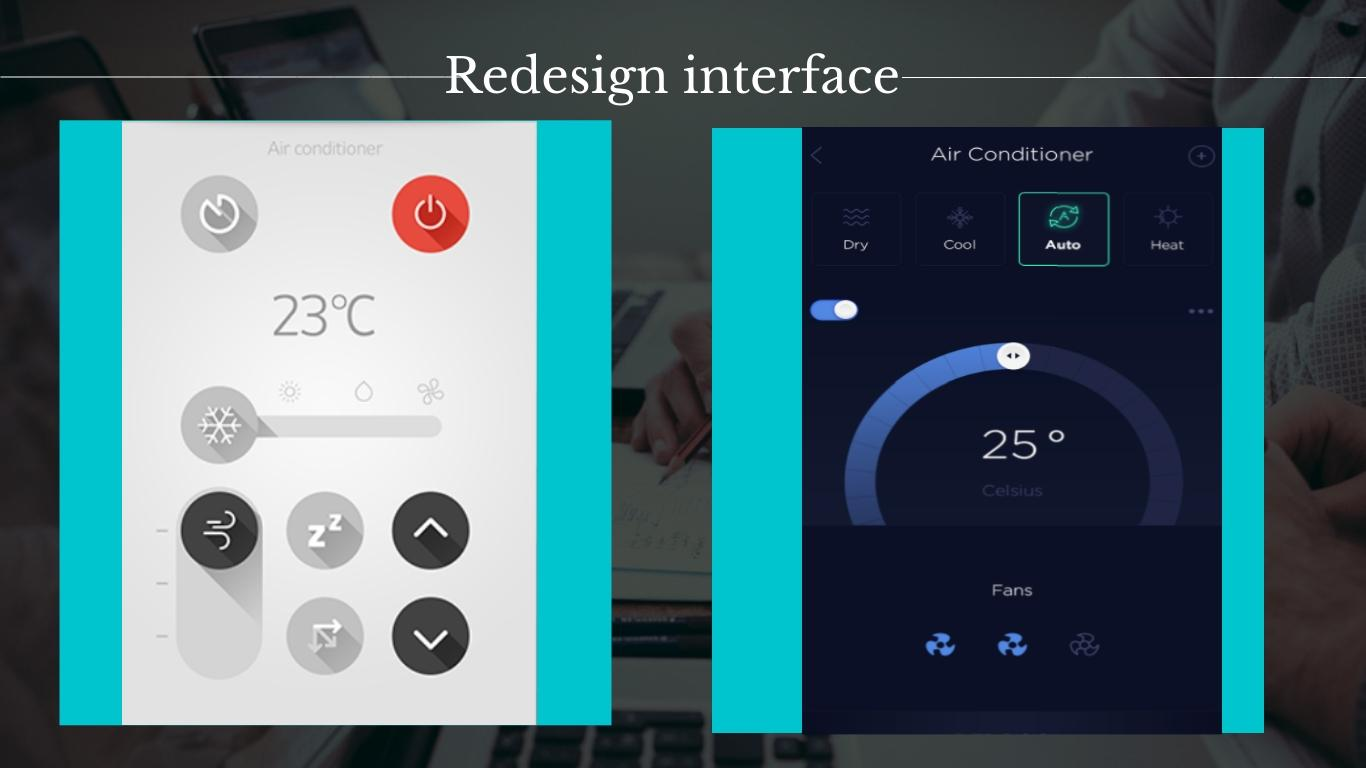 Redesign interface
Air conditioner
23°C
z z
Air Conditioner
Dry Cool Auto Heat
25°
Celsius
Fans